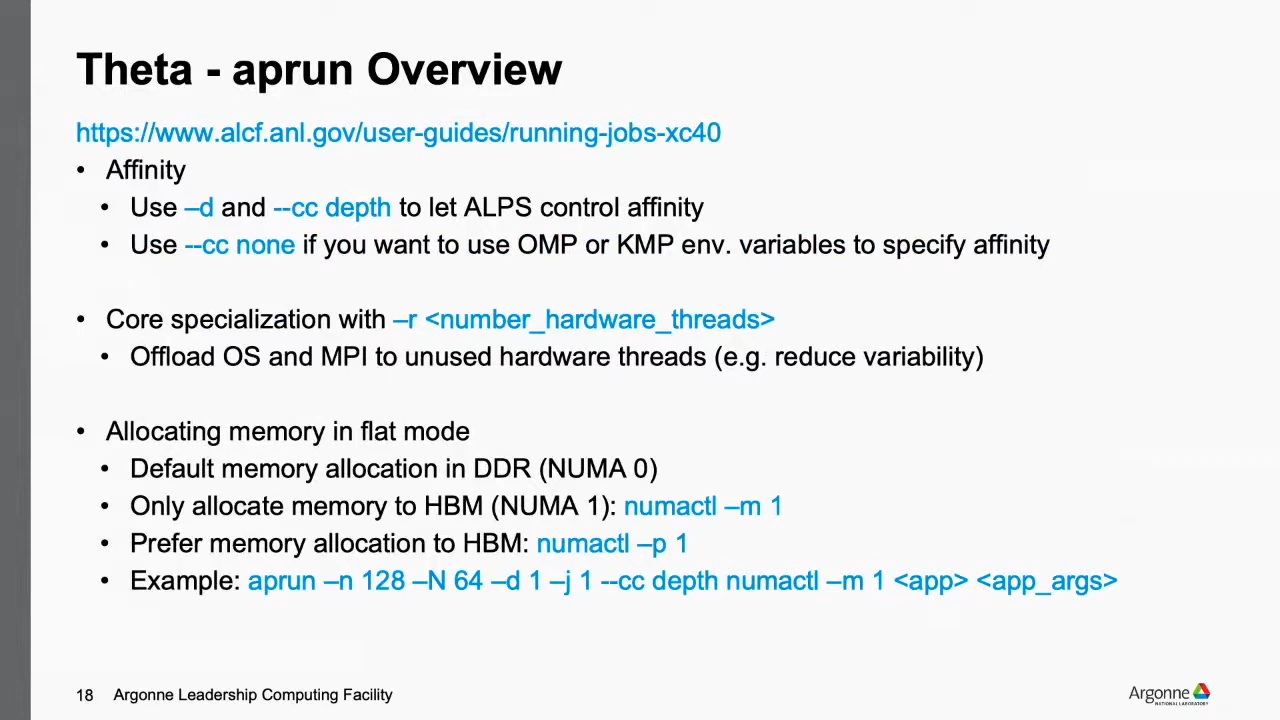 Theta - aprun Overview
https://www.alcf.anl.gov/user-guides/running-jobs-xc40
• Affinity
• Use –d and --cc depth to let ALPS control affinity
• Use --cc none if you want to use OMP or KMP env. variables to specify affinity
• Core specialization with –r <number_hardware_threads>
• Offload OS and MPI to unused hardware threads (e.g. reduce variability)
• Allocating memory in flat mode
• Default memory allocation in DDR (NUMA 0)
• Only allocate memory to HBM (NUMA 1): numactl –m 1
• Prefer memory allocation to HBM: numactl –p 1
• Example: aprun –n 128 –N 64 –d 1 –j 1 --cc depth numactl –m 1 <app> <app_args>
18 Argonne Leadership Computing Facility
Argonne
NATIONAL LABORATORY